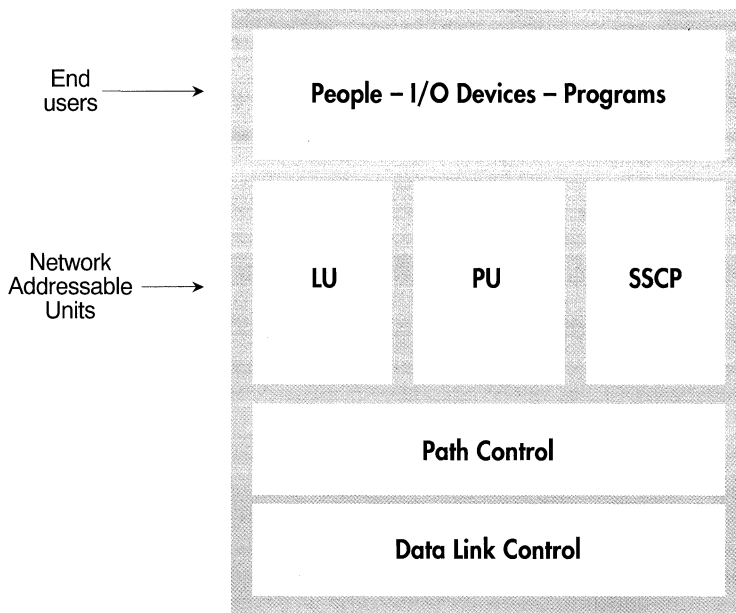 End
users
People – I/O Devices – Programs
Network
Addressable
Units
LU
PU
SSCP
Path Control
Data Link Control